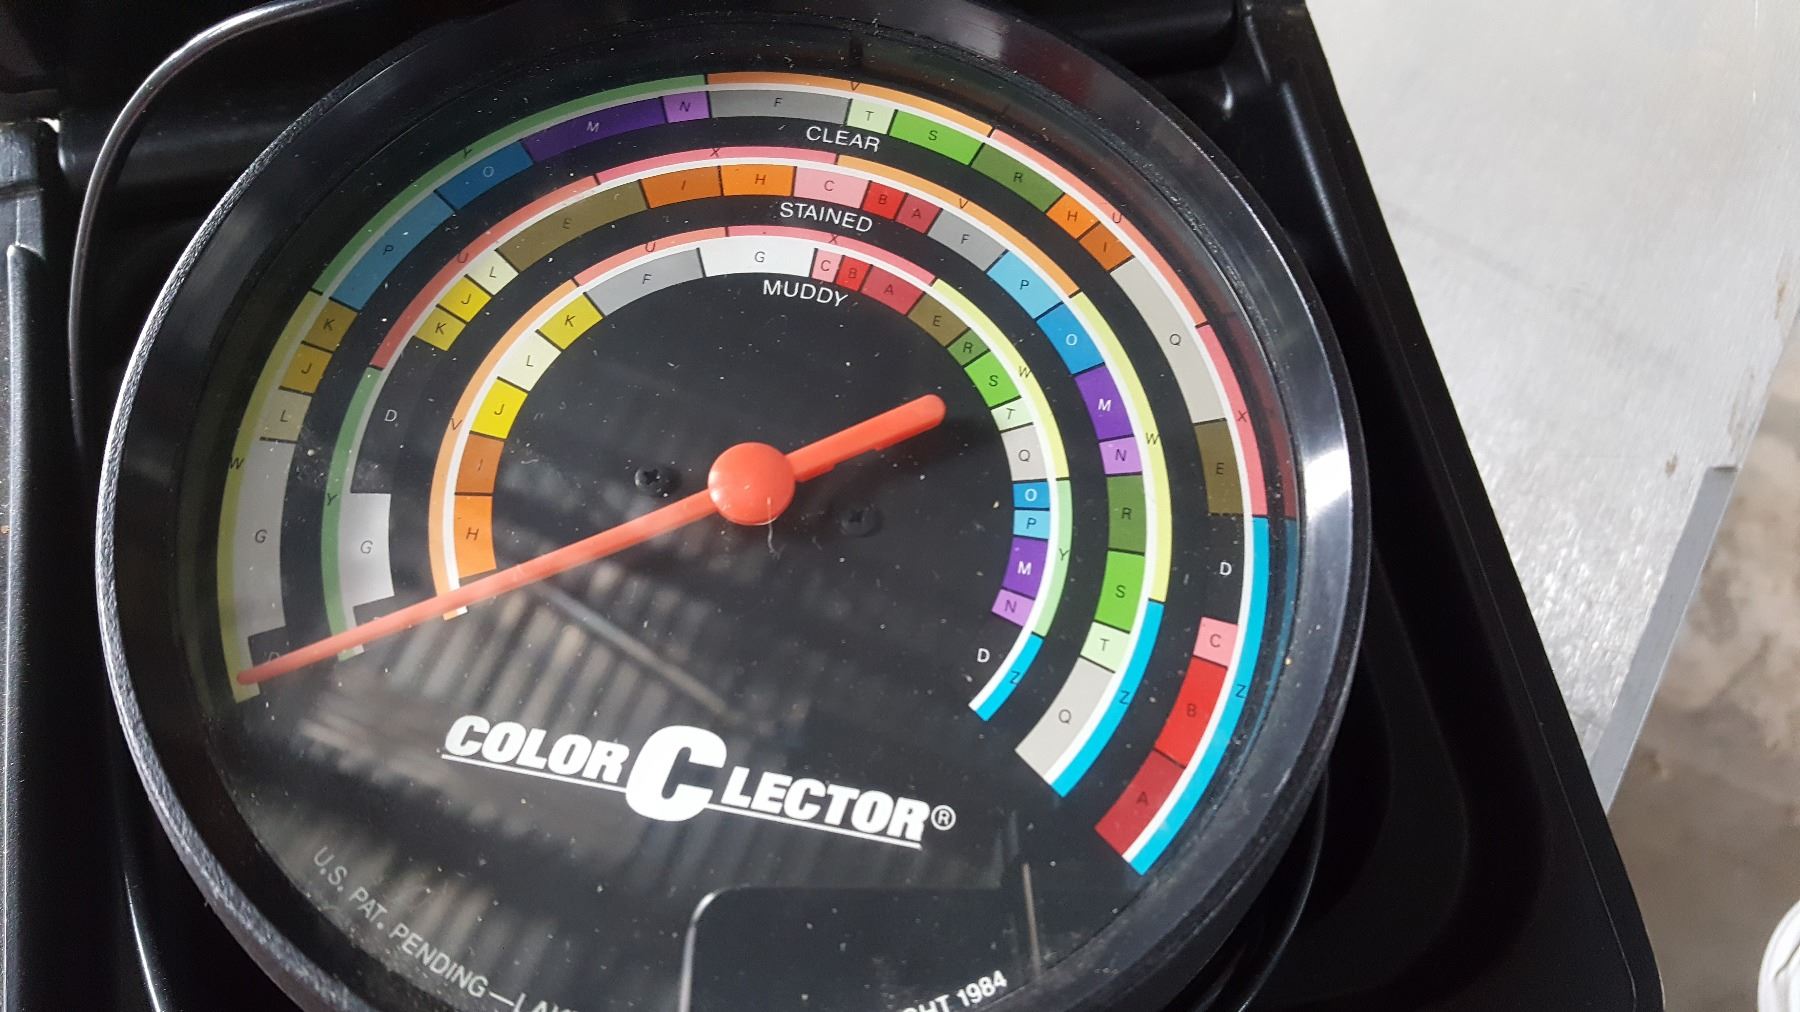 Y V U X Z
W D G L J K P O M N F T S R H I Q E D C B A
CLEAR
Y U X V W Z
G D K J L E I H C B A F P O M N R S T Q
STAINED
V U X W Y Z
H I J L K F G C B A E R S T Q O P M N D
MUDDY
COLOR C LECTOR®
U.S. PAT. PENDING—
1984